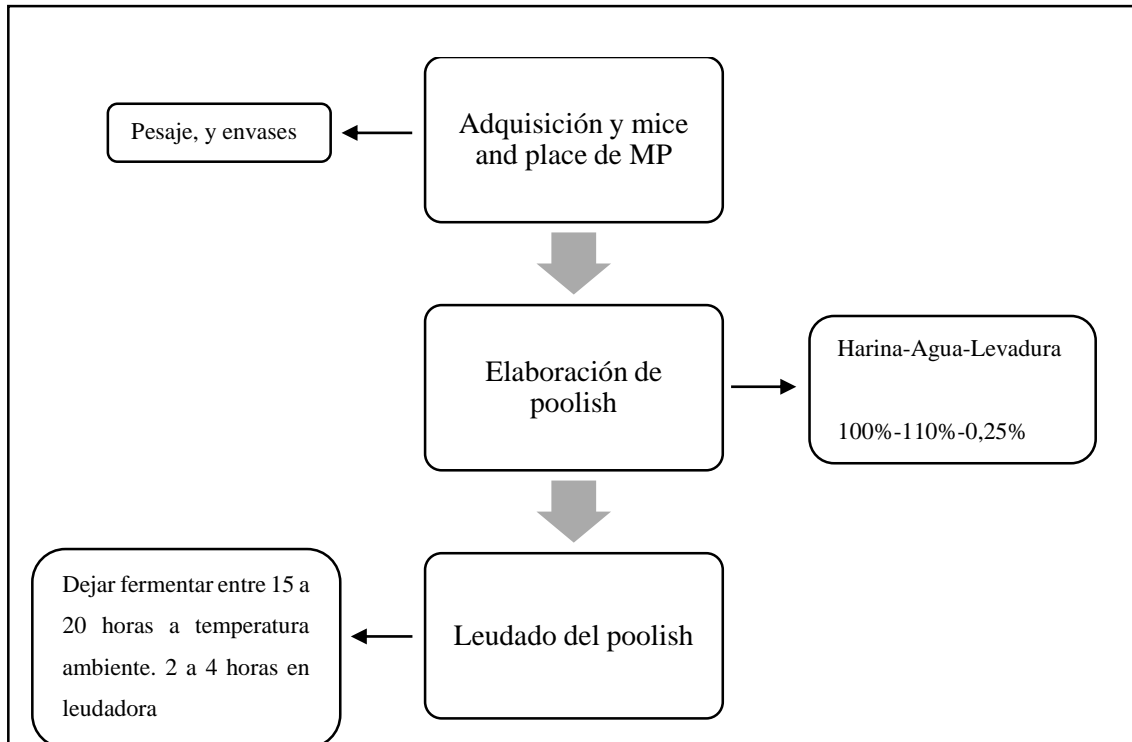 Pesaje, y envases
Adquisición y mice
and place de MP
Elaboración de
poolish
Harina-Agua-Levadura
100%-110%-0,25%
Dejar fermentar entre 15 a
20 horas a temperatura
ambiente. 2 a 4 horas en
leudadora
Leudado del poolish